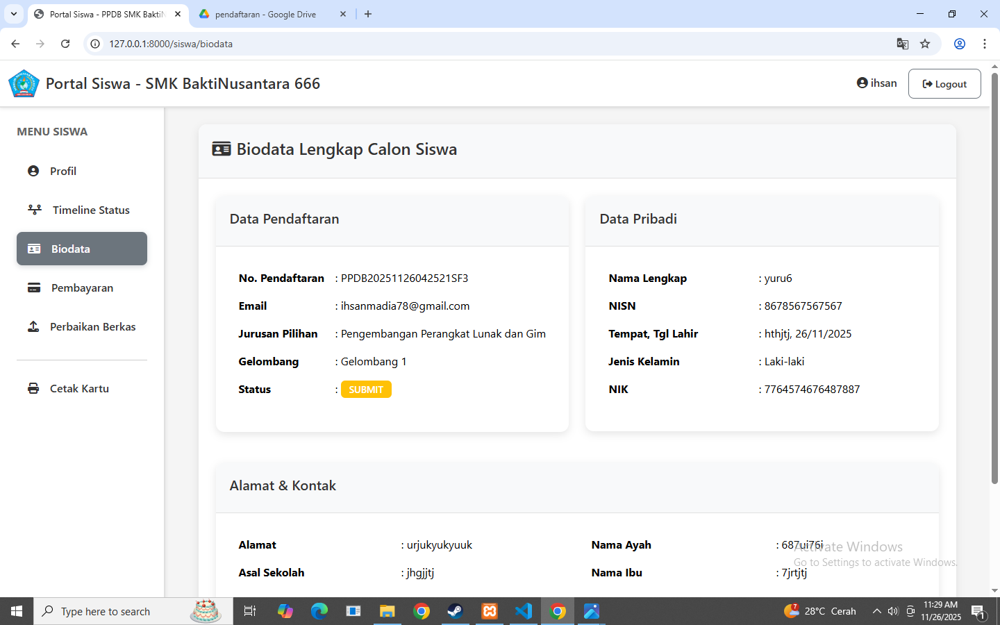 Portal Siswa - PPDB SMK BaktiN
pendaftaran - Google Drive
127.0.0.1:8000/siswa/biodata
Portal Siswa - SMK BaktiNusantara 666
ihsan
Logout
MENU SISWA
Profil
Timeline Status
Biodata
Pembayaran
Perbaikan Berkas
Cetak Kartu
Biodata Lengkap Calon Siswa
Data Pendaftaran
No. Pendaftaran : PPDB20251126042521SF3
Email : ihsanmadia78@gmail.com
Jurusan Pilihan : Pengembangan Perangkat Lunak dan Gim
Gelombang : Gelombang 1
Status : SUBMIT
Data Pribadi
Nama Lengkap : yuru6
NISN : 8678567567567
Tempat, Tgl Lahir : hthjtj, 26/11/2025
Jenis Kelamin : Laki-laki
NIK : 7764574676487887
Alamat & Kontak
Alamat : urjukyukyuuk
Nama Ayah : 687ui76i
Asal Sekolah : jhgjjtj
Nama Ibu : 7jrtjtj
Activate Windows
Go to Settings to activate Windows.
Type here to search
7
28°C Cerah
11:29 AM
11/26/2025
1